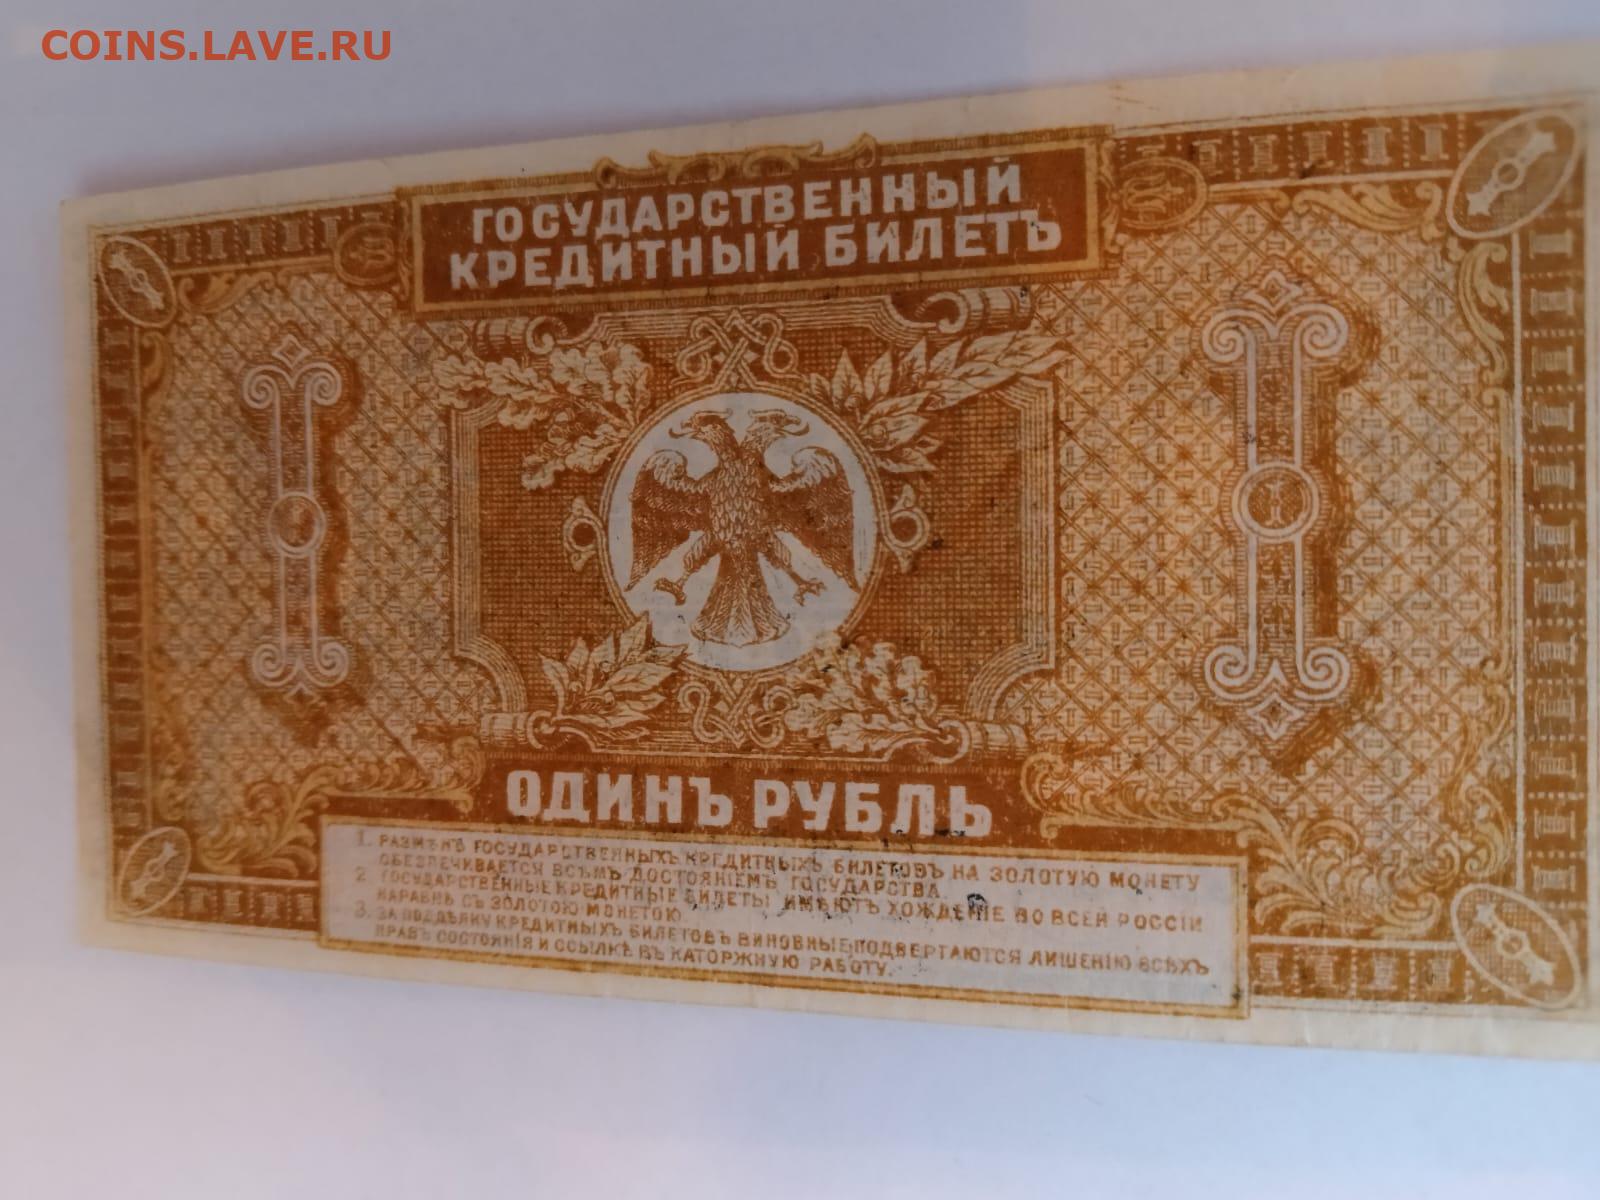 COINS.LAVE.RU
ГОСУДАРСТВЕННЫЙ
КРЕДИТНЫЙ БИЛЕТЪ
ОДИНЪ РУБЛЬ
1. РАЗМѢНЪ ГОСУДАРСТВЕННЫХЪ КРЕДИТНЫХЪ БИЛЕТОВЪ НА ЗОЛОТУЮ МОНЕТУ
ОБЕЗПЕЧИВАЕТСЯ ВСѢМЪ ДОСТОЯНІЕМЪ ГОСУДАРСТВА.
2. ГОСУДАРСТВЕННЫЕ КРЕДИТНЫЕ БИЛЕТЫ ИМѢЮТЪ ХОЖДЕНІЕ ВО ВСЕЙ РОССІИ
НАРАВНѢ СЪ ЗОЛОТОЮ МОНЕТОЮ.
3. ЗА ПОДДѢЛКУ КРЕДИТНЫХЪ БИЛЕТОВЪ ВИНОВНЫЕ ПОДВЕРГАЮТСЯ ЛИШЕНІЮ ВСѢХЪ
ПРАВЪ СОСТОЯНІЯ И ССЫЛКѢ ВЪ КАТОРЖНУЮ РАБОТУ.